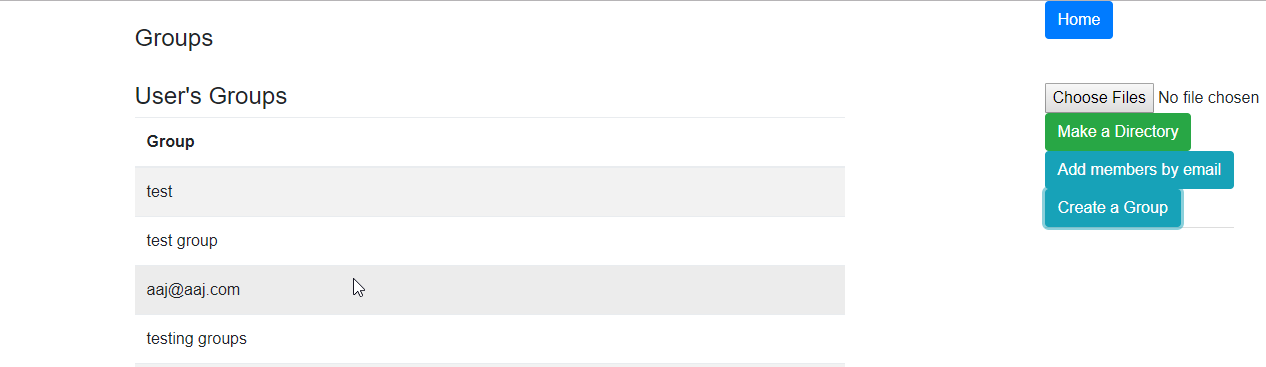 Groups
User's Groups
Group
test
test group
aaj@aaj.com
testing groups
Home
Choose Files No file chosen
Make a Directory
Add members by email
Create a Group